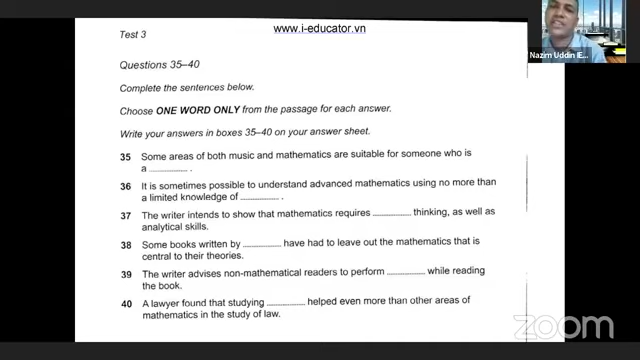 www.i-educator.vn
Test 3
Nazim Uddin IE...
Questions 35–40
Complete the sentences below.
Choose ONE WORD ONLY from the passage for each answer.
Write your answers in boxes 35–40 on your answer sheet.
35 Some areas of both music and mathematics are suitable for someone who is
a .................... .
36 It is sometimes possible to understand advanced mathematics using no more than
a limited knowledge of .................... .
37 The writer intends to show that mathematics requires .................... thinking, as well as
analytical skills.
38 Some books written by .................... have had to leave out the mathematics that is
central to their theories.
39 The writer advises non-mathematical readers to perform .................... while reading
the book.
40 A lawyer found that studying .................... helped even more than other areas of
mathematics in the study of law.
zoom